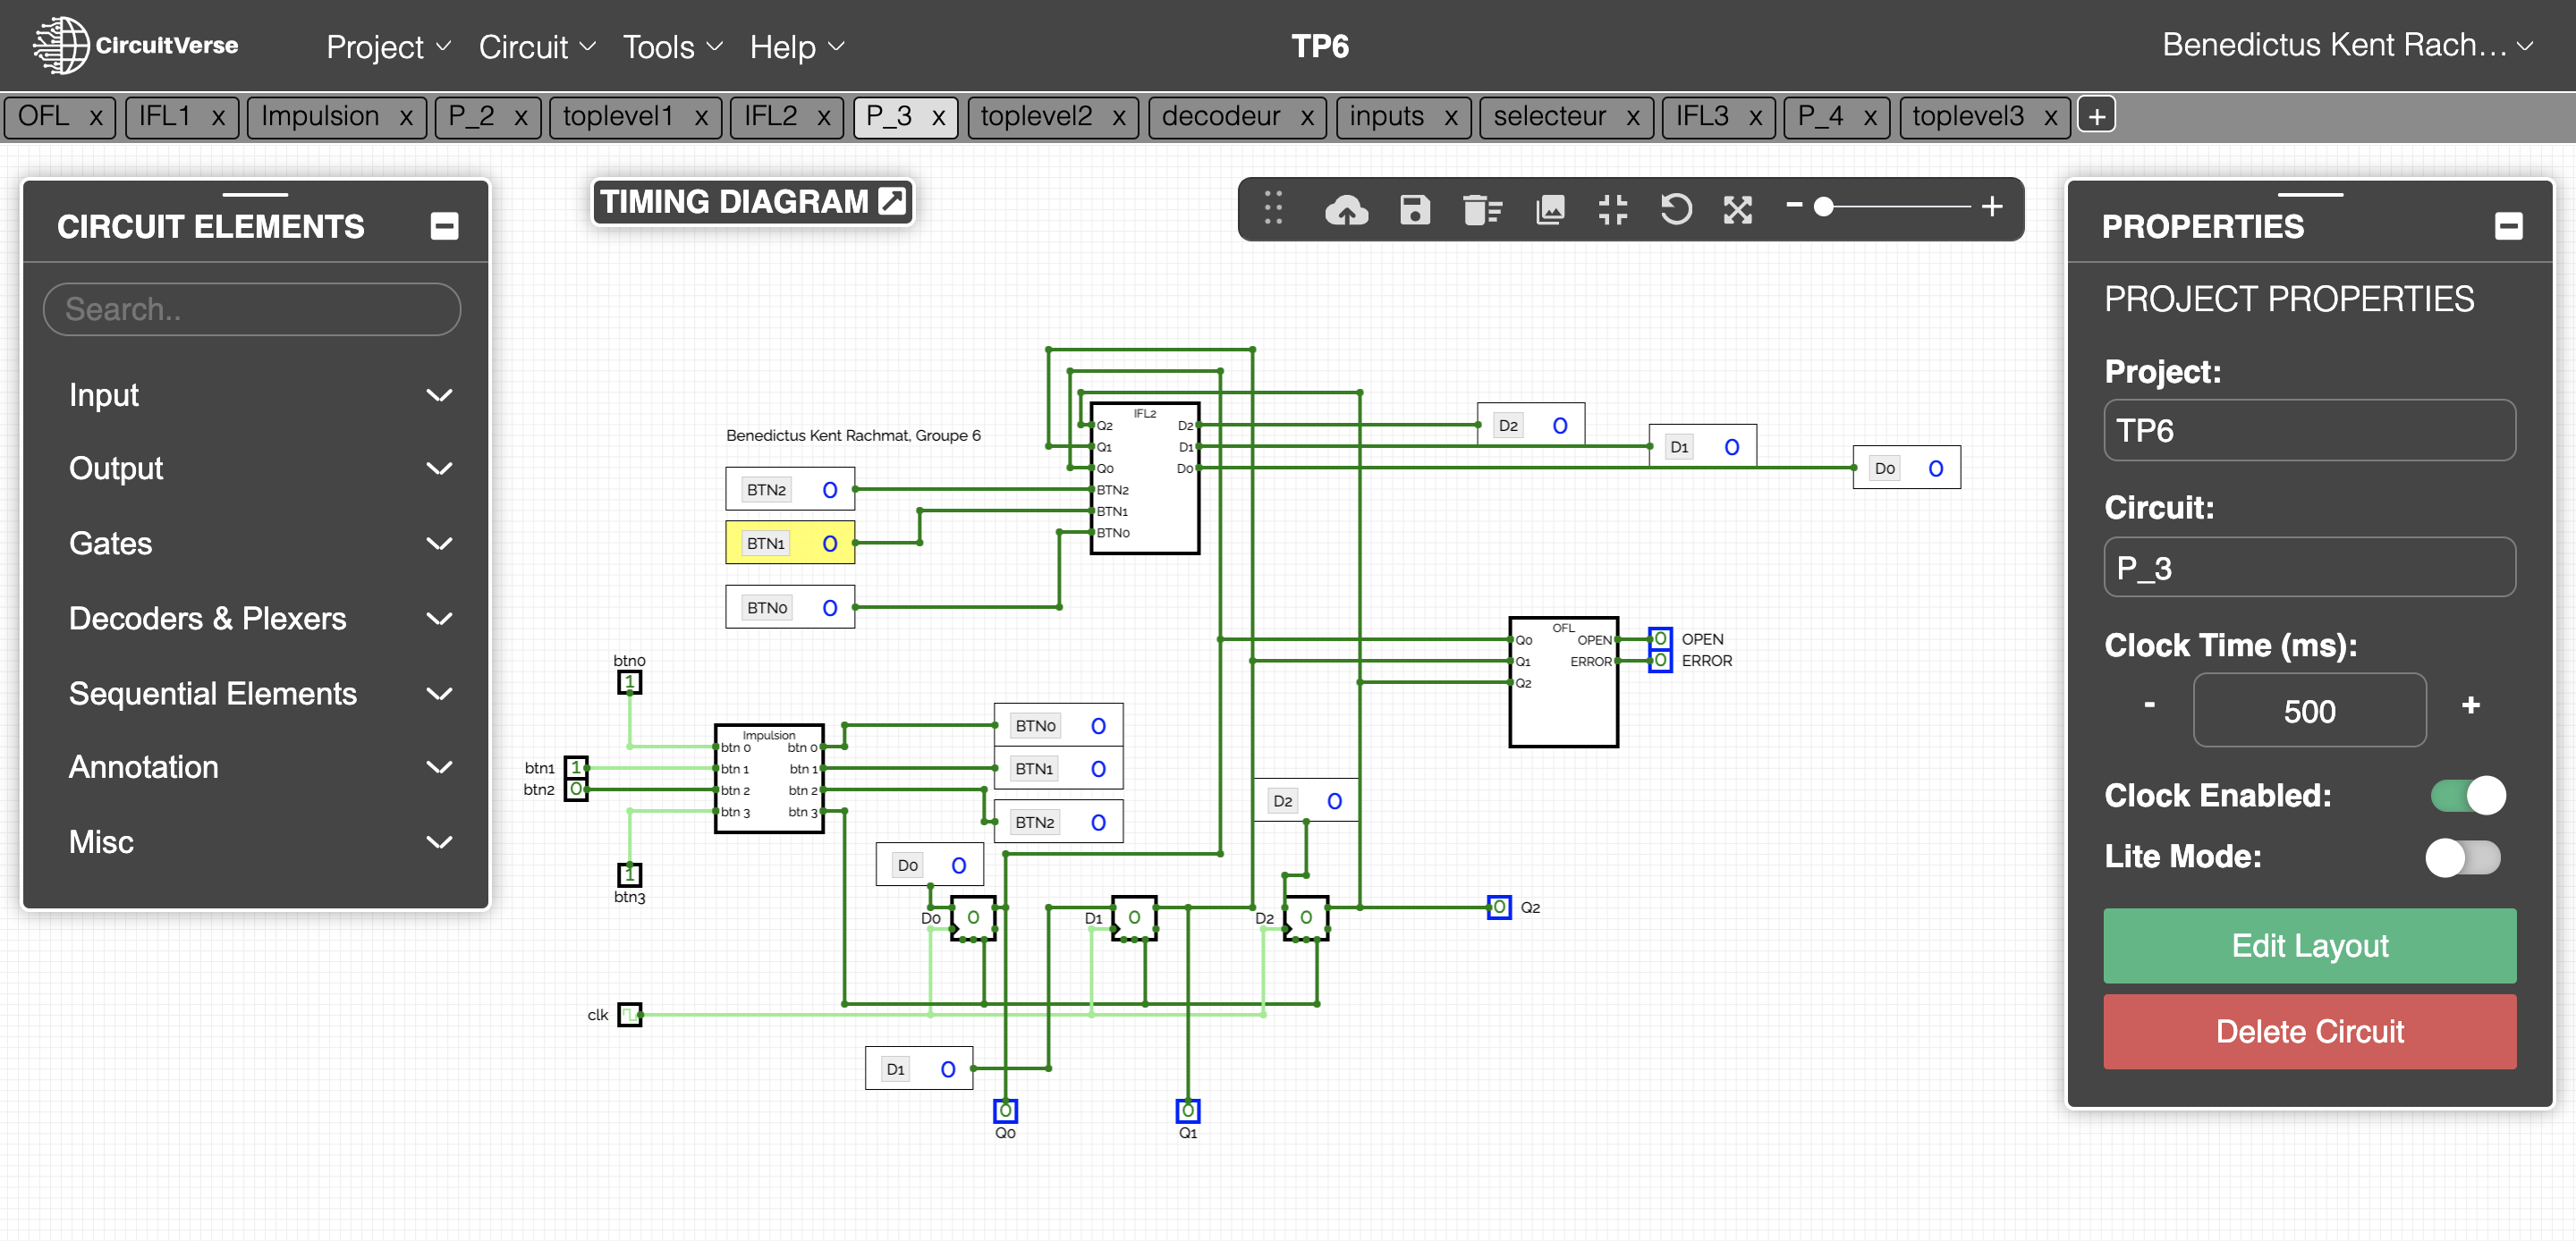 CircuitVerse Project Circuit Tools Help TP6 Benedictus Kent Rach...
OFL x IFL1 x Impulsion x P_2 x toplevel1 x IFL2 x P_3 x toplevel2 x decodeur x inputs x selecteur x IFL3 x P_4 x toplevel3 x +
CIRCUIT ELEMENTS
Search..
Input
Output
Gates
Decoders & Plexers
Sequential Elements
Annotation
Misc
TIMING DIAGRAM
- +
Benedictus Kent Rachmat, Groupe 6
IFL2
Q2 D2
Q1 D1
Q0 D0
BTN2
BTN1
BTN0
BTN2 0
BTN1 0
BTN0 0
D2 0
D1 0
D0 0
OFL
Q0 OPEN 0 OPEN
Q1 ERROR 0 ERROR
Q2
btn0
1
Impulsion
btn 0 btn 0
btn1 1 btn 1 btn 1
btn2 0 btn 2 btn 2
btn 3 btn 3
1
btn3
BTN0 0
BTN1 0
BTN2 0
D2 0
D0 0
D0 0
D1 0
D2 0
0 Q2
clk
D1 0
0
Q0
0
Q1
PROPERTIES
PROJECT PROPERTIES
Project:
TP6
Circuit:
P_3
Clock Time (ms):
- 500 +
Clock Enabled:
Lite Mode:
Edit Layout
Delete Circuit